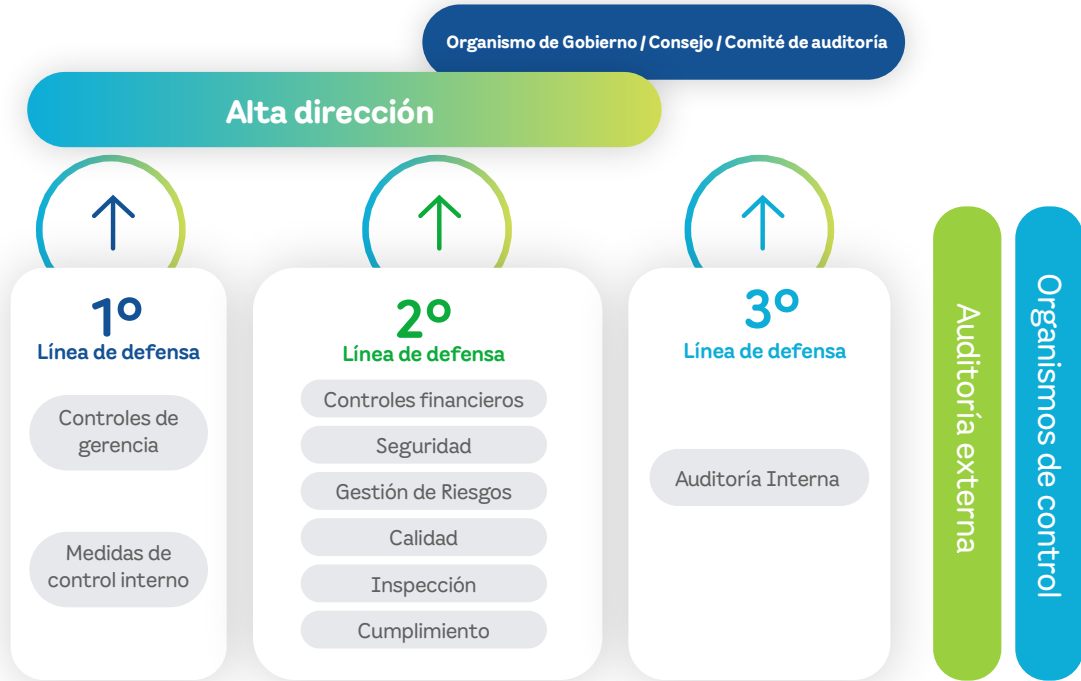 Organismo de Gobierno / Consejo / Comité de auditoría
Alta dirección
1º
Línea de defensa
Controles de
gerencia
Medidas de
control interno
2º
Línea de defensa
Controles financieros
Seguridad
Gestión de Riesgos
Calidad
Inspección
Cumplimiento
3º
Línea de defensa
Auditoría Interna
Auditoría externa
Organismos de control